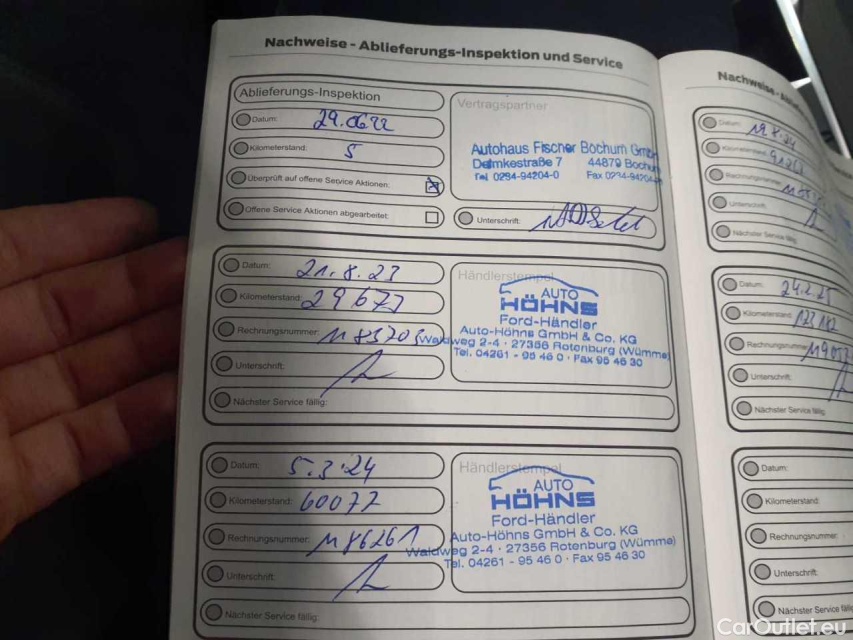 Nachweise - Ablieferungs-Inspektion und Service
Ablieferungs-Inspektion
Datum: 29.06.22
Kilometerstand: 5
Überprüft auf offene Service Aktionen:
Offene Service Aktionen abgearbeitet:
Vertragspartner
Autohaus Fischer Bochum GmbH
Delmkestraße 7 44879 Bochum
Tel. 0234-94204-0 Fax 0234-94204-
Unterschrift:
Datum: 21.8.23
Kilometerstand: 29677
Rechnungsnummer:
Unterschrift:
Nächster Service fällig:
Händlerstempel
AUTO
HÖHNS
Ford-Händler
Auto-Höhns GmbH & Co. KG
Waldweg 2-4 · 27356 Rotenburg (Wümme)
Tel. 04261 - 95 46 0 · Fax 95 46 30
Datum: 5.3.24
Kilometerstand: 60077
Rechnungsnummer: M86261
Unterschrift:
Nächster Service fällig:
Händlerstempel
AUTO
HÖHNS
Ford-Händler
Auto-Höhns GmbH & Co. KG
Waldweg 2-4 · 27356 Rotenburg (Wümme)
Tel. 04261 - 95 46 0 · Fax 95 46 30
Nachweise - Abl
Datum:
Kilometerstand:
Rechnungsnummer:
Unterschrift:
Nächster Service fällig
Datum: 24.2.25
Kilometerstand:
Rechnungsnummer:
Unterschrift:
Nächster Service fällig
Datum:
Kilometerstand:
Rechnungsnummer:
Unterschrift:
Nächster Service fäll
CarOutlet.eu